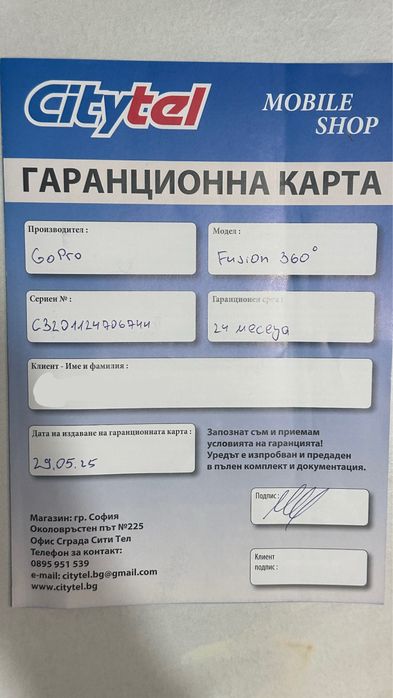 Citytel
MOBILE
SHOP
ГАРАНЦИОННА КАРТА
Производител :
GoPro
Модел :
Fusion 360°
Сериен № :
C3201124706744
Гаранционен срок :
24 месеца
Клиент - Име и фамилия :
Дата на издаване на гаранционната карта :
29.05.25
Запознат съм и приемам
условията на гаранцията!
Уредът е изпробван и предаден
в пълен комплект и документация.
Подпис :
Магазин: гр. София
Околовръстен път №225
Офис Сграда Сити Тел
Телефон за контакт:
0895 951 539
e-mail: citytel.bg@gmail.com
www.citytel.bg
Клиент
подпис :